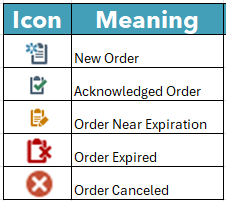 Icon Meaning
New Order
Acknowledged Order
Order Near Expiration
Order Expired
Order Canceled